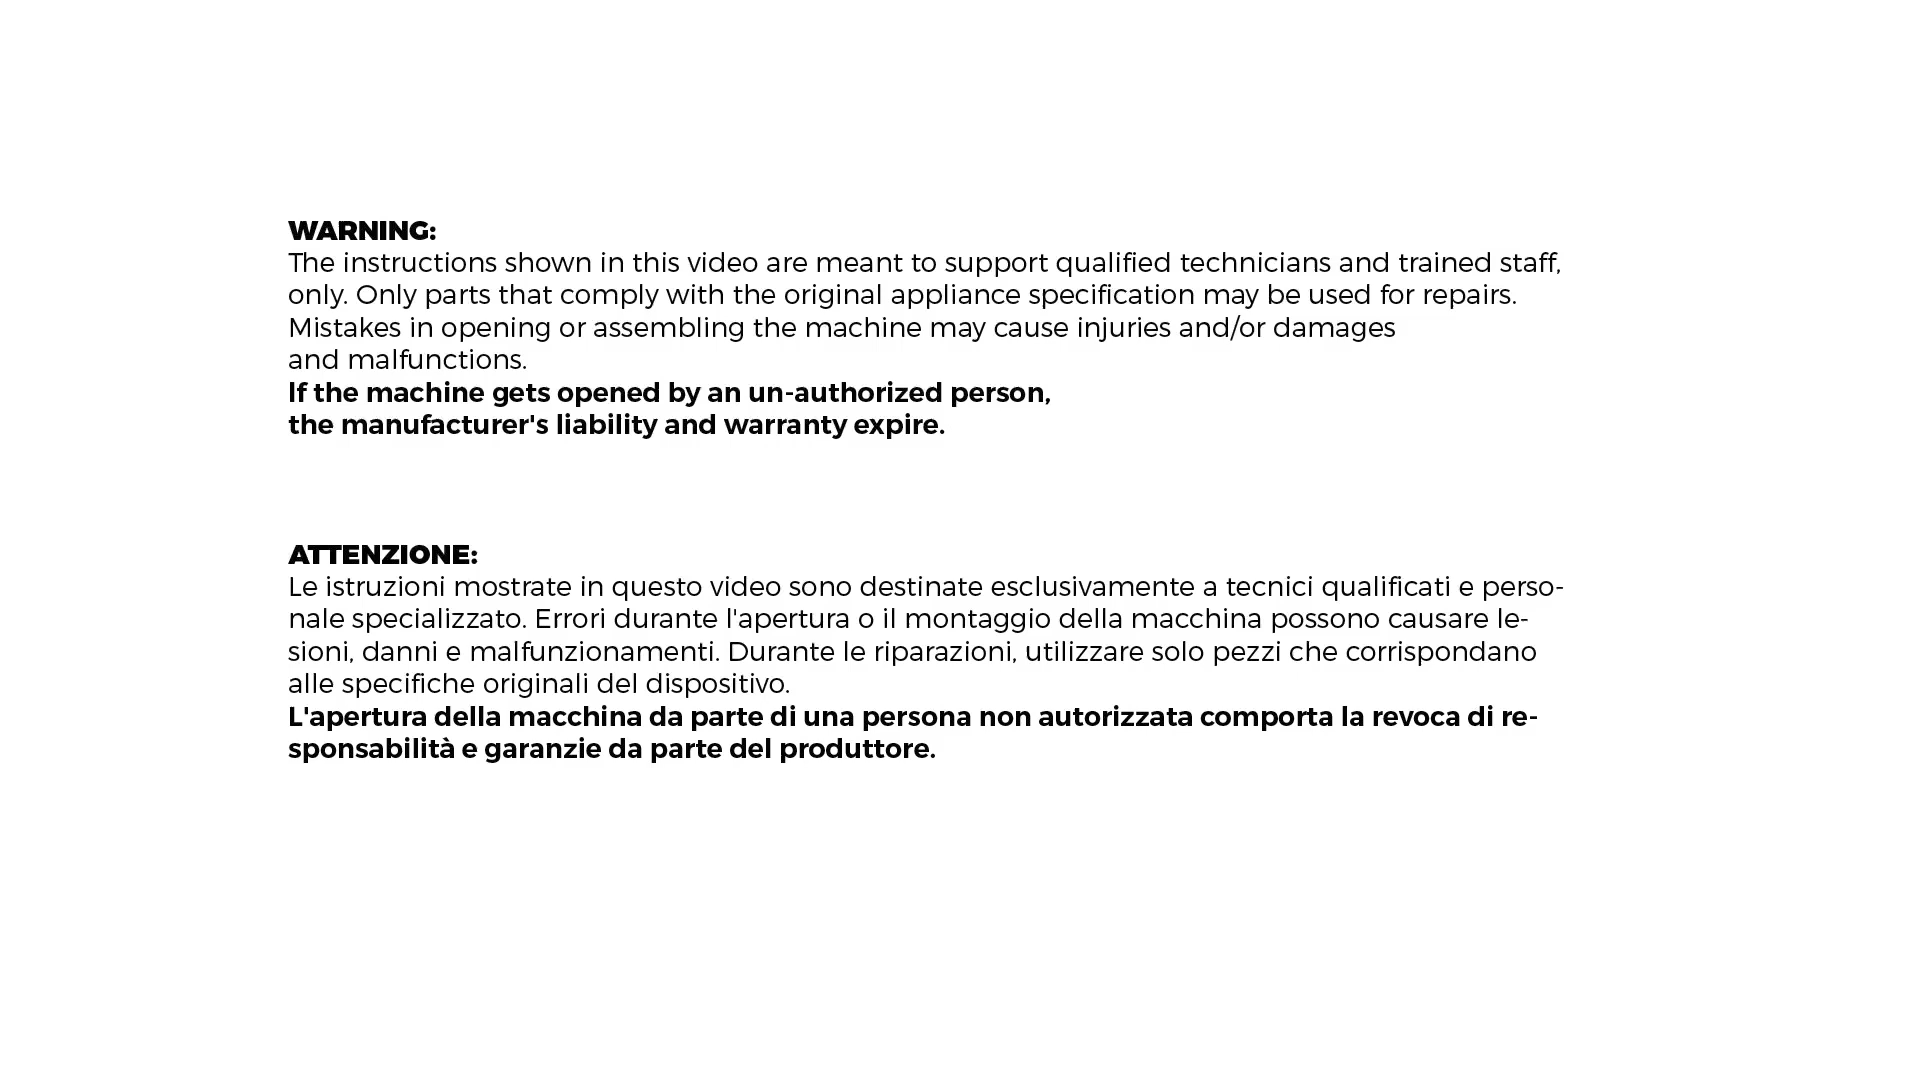 WARNING:
The instructions shown in this video are meant to support qualified technicians and trained staff,
only. Only parts that comply with the original appliance specification may be used for repairs.
Mistakes in opening or assembling the machine may cause injuries and/or damages
and malfunctions.
If the machine gets opened by an un-authorized person,
the manufacturer's liability and warranty expire.
ATTENZIONE:
Le istruzioni mostrate in questo video sono destinate esclusivamente a tecnici qualificati e perso-
nale specializzato. Errori durante l'apertura o il montaggio della macchina possono causare le-
sioni, danni e malfunzionamenti. Durante le riparazioni, utilizzare solo pezzi che corrispondano
alle specifiche originali del dispositivo.
L'apertura della macchina da parte di una persona non autorizzata comporta la revoca di re-
sponsabilità e garanzie da parte del produttore.